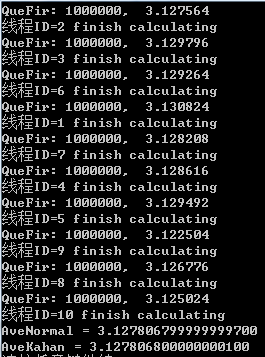 QueFir: 1000000,  3.127564
线程ID=2 finish calculating
QueFir: 1000000,  3.129796
线程ID=3 finish calculating
QueFir: 1000000,  3.129264
线程ID=6 finish calculating
QueFir: 1000000,  3.130824
线程ID=1 finish calculating
QueFir: 1000000,  3.128208
线程ID=7 finish calculating
QueFir: 1000000,  3.128616
线程ID=4 finish calculating
QueFir: 1000000,  3.129492
线程ID=5 finish calculating
QueFir: 1000000,  3.122504
线程ID=9 finish calculating
QueFir: 1000000,  3.126776
线程ID=8 finish calculating
QueFir: 1000000,  3.125024
线程ID=10 finish calculating
AveNormal = 3.1278067999999700
AveKahan = 3.127806800000000100